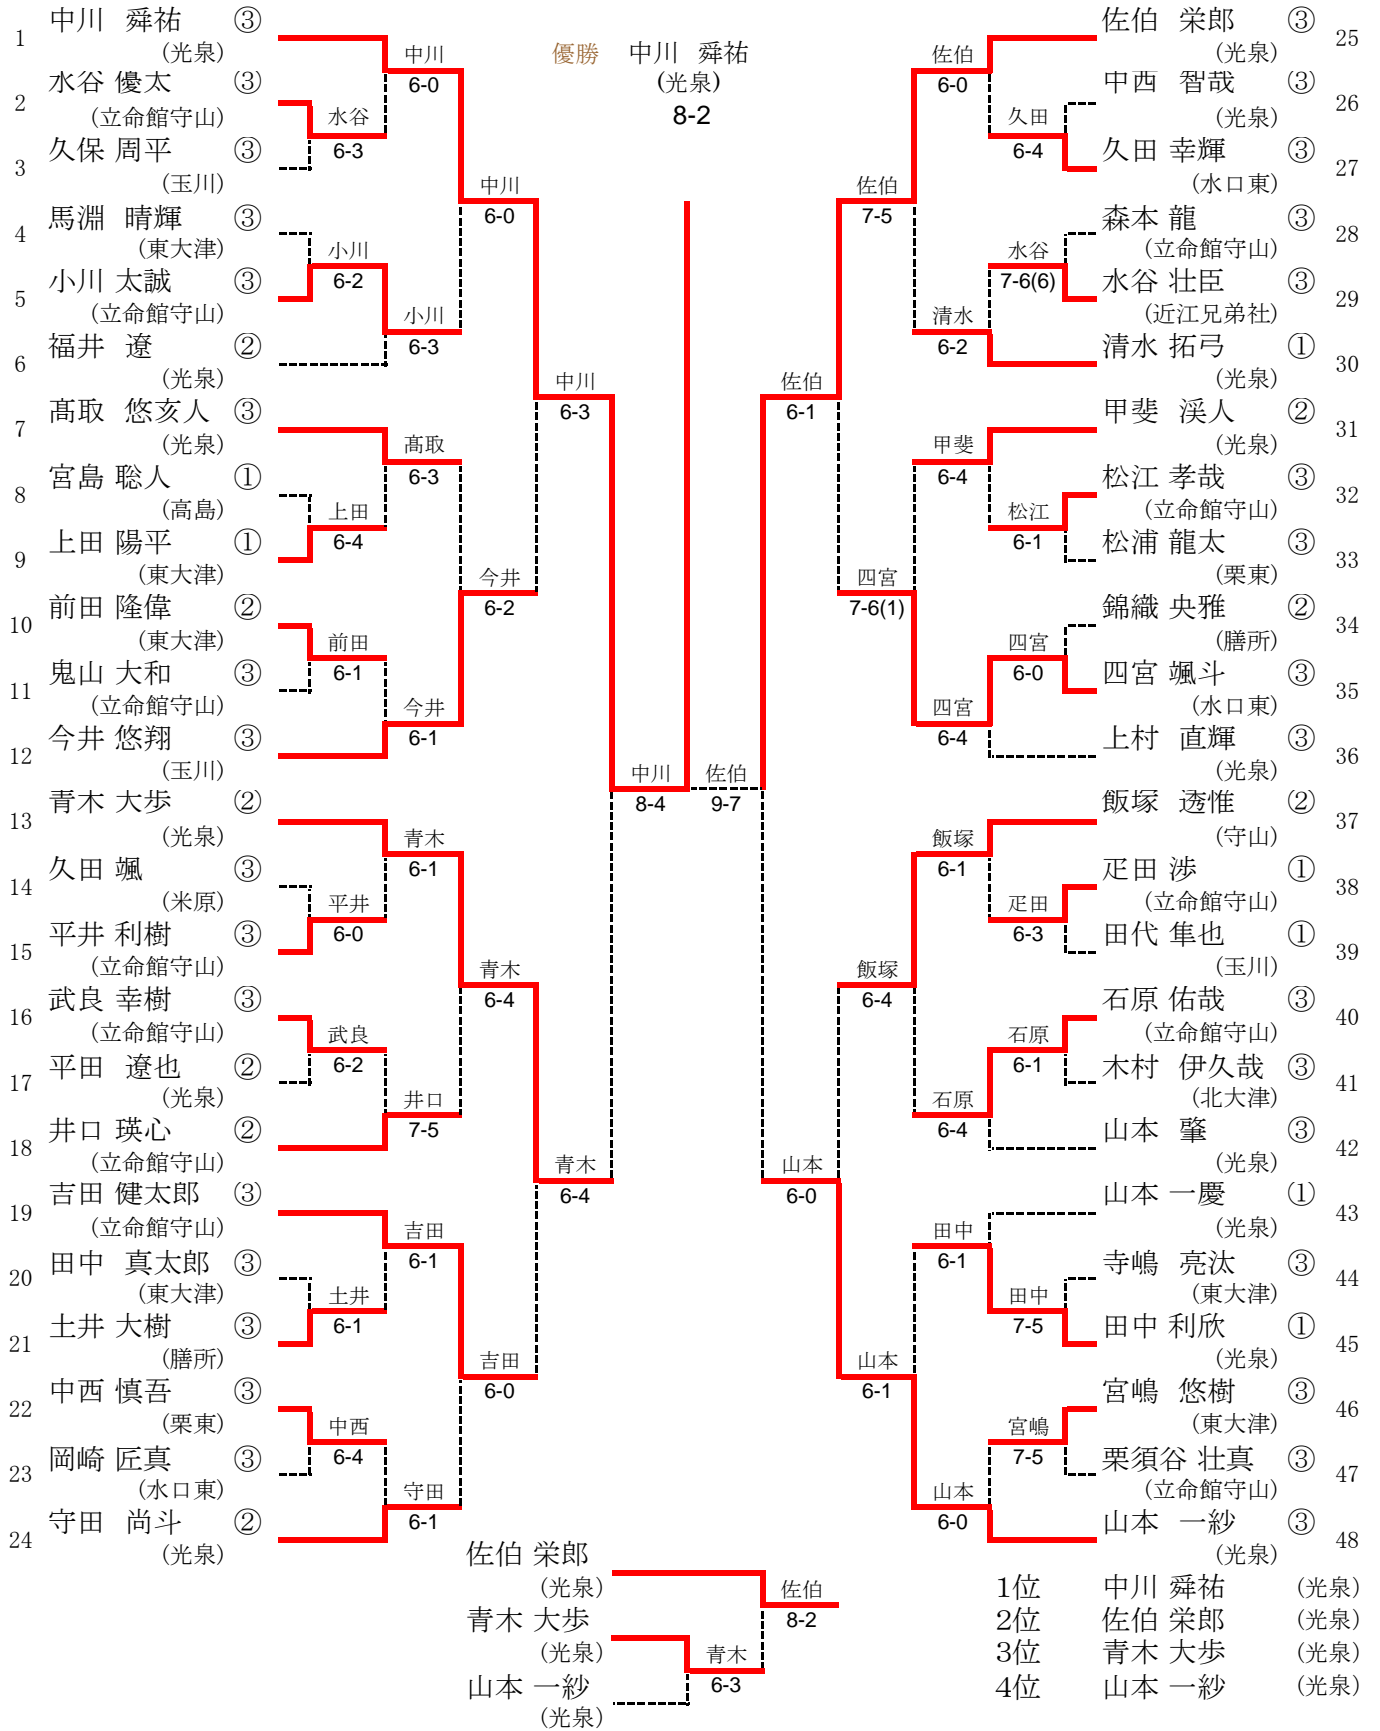 1 中川 舜祐 ③
(光泉)
2 水谷 優太 ③
(立命館守山)
3 久保 周平 ③
(玉川)
4 馬淵 晴輝 ③
(東大津)
5 小川 太誠 ③
(立命館守山)
6 福井 遼 ②
(光泉)
7 髙取 悠亥人 ③
(光泉)
8 宮島 聡人 ①
(高島)
9 上田 陽平 ①
(東大津)
10 前田 隆偉 ②
(東大津)
11 鬼山 大和 ③
(立命館守山)
12 今井 悠翔 ③
(玉川)
13 青木 大歩 ②
(光泉)
14 久田 颯 ③
(米原)
15 平井 利樹 ③
(立命館守山)
16 武良 幸樹 ③
(立命館守山)
17 平田 遼也 ②
(光泉)
18 井口 瑛心 ②
(立命館守山)
19 吉田 健太郎 ③
(立命館守山)
20 田中 真太郎 ③
(東大津)
21 土井 大樹 ③
(膳所)
22 中西 慎吾 ③
(栗東)
23 岡崎 匠真 ③
(水口東)
24 守田 尚斗 ②
(光泉)
水谷
6-3
小川
6-2
上田
6-4
前田
6-1
平井
6-0
武良
6-2
土井
6-1
中西
6-4
中川
6-0
小川
6-3
髙取
6-3
今井
6-1
青木
6-1
井口
7-5
吉田
6-1
守田
6-1
中川
6-0
今井
6-2
青木
6-4
吉田
6-0
中川
6-3
青木
6-4
中川
8-4
優勝 中川 舜祐
(光泉)
8-2
佐伯
9-7
佐伯
6-1
山本
6-0
佐伯
7-5
四宮
7-6(1)
飯塚
6-4
山本
6-1
佐伯
6-0
清水
6-2
甲斐
6-4
四宮
6-4
飯塚
6-1
石原
6-4
田中
6-1
山本
6-0
久田
6-4
水谷
7-6(6)
松江
6-1
四宮
6-0
疋田
6-3
石原
6-1
田中
7-5
宮嶋
7-5
佐伯 栄郎 ③ 25
(光泉)
中西 智哉 ③ 26
(光泉)
久田 幸輝 ③ 27
(水口東)
森本 龍 ③ 28
(立命館守山)
水谷 壮臣 ③ 29
(近江兄弟社)
清水 拓弓 ① 30
(光泉)
甲斐 渓人 ② 31
(光泉)
松江 孝哉 ③ 32
(立命館守山)
松浦 龍太 ③ 33
(栗東)
錦織 央雅 ② 34
(膳所)
四宮 颯斗 ③ 35
(水口東)
上村 直輝 ③ 36
(光泉)
飯塚 透惟 ② 37
(守山)
疋田 渉 ① 38
(立命館守山)
田代 隼也 ① 39
(玉川)
石原 佑哉 ③ 40
(立命館守山)
木村 伊久哉 ③ 41
(北大津)
山本 肇 ③ 42
(光泉)
山本 一慶 ① 43
(光泉)
寺嶋 亮汰 ③ 44
(東大津)
田中 利欣 ① 45
(光泉)
宮嶋 悠樹 ③ 46
(東大津)
栗須谷 壮真 ③ 47
(立命館守山)
山本 一紗 ③ 48
(光泉)
佐伯 栄郎
(光泉)
青木 大歩
(光泉)
山本 一紗
(光泉)
青木
6-3
佐伯
8-2
1位 中川 舜祐 (光泉)
2位 佐伯 栄郎 (光泉)
3位 青木 大歩 (光泉)
4位 山本 一紗 (光泉)